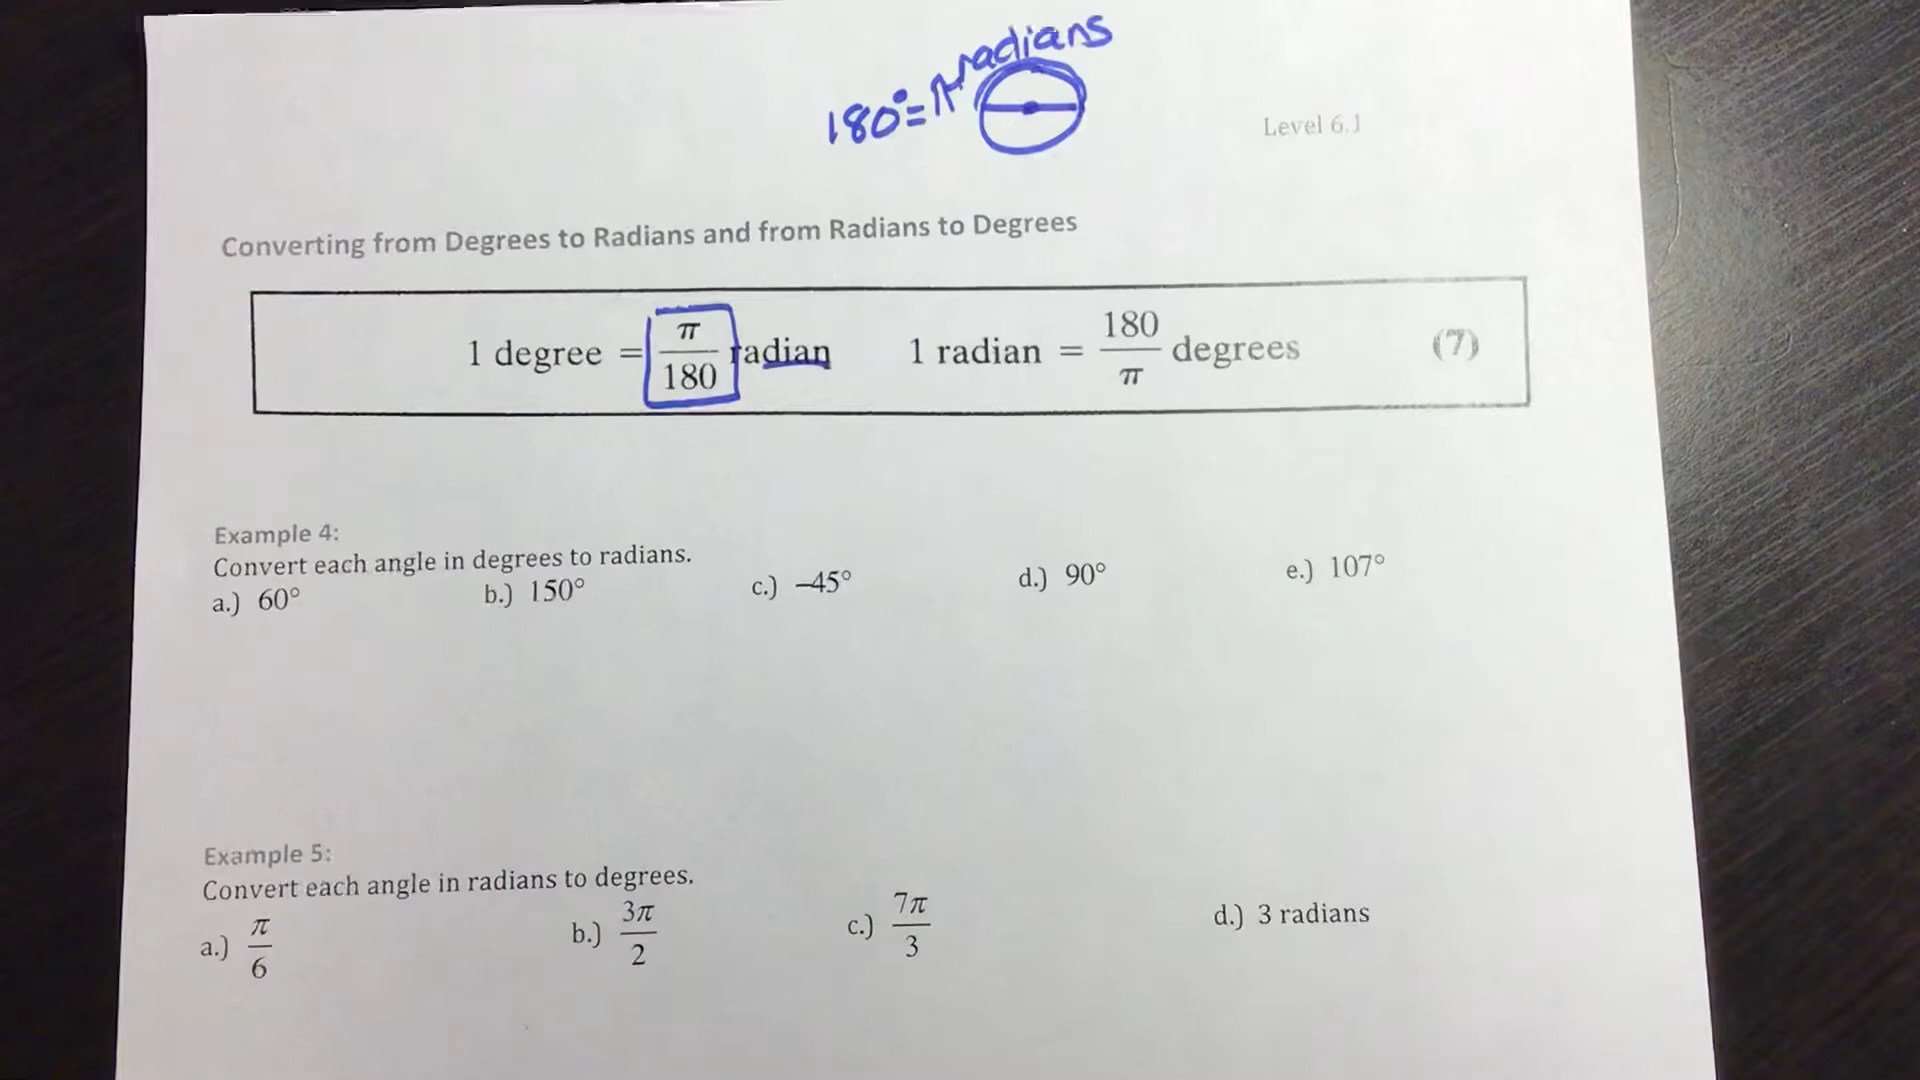 180° = π radians
Level 6.1
Converting from Degrees to Radians and from Radians to Degrees
1 degree = π/180 radian 1 radian = 180/π degrees (7)
Example 4:
Convert each angle in degrees to radians.
a.) 60° b.) 150° c.) –45° d.) 90° e.) 107°
Example 5:
Convert each angle in radians to degrees.
a.) π/6 b.) 3π/2 c.) 7π/3 d.) 3 radians